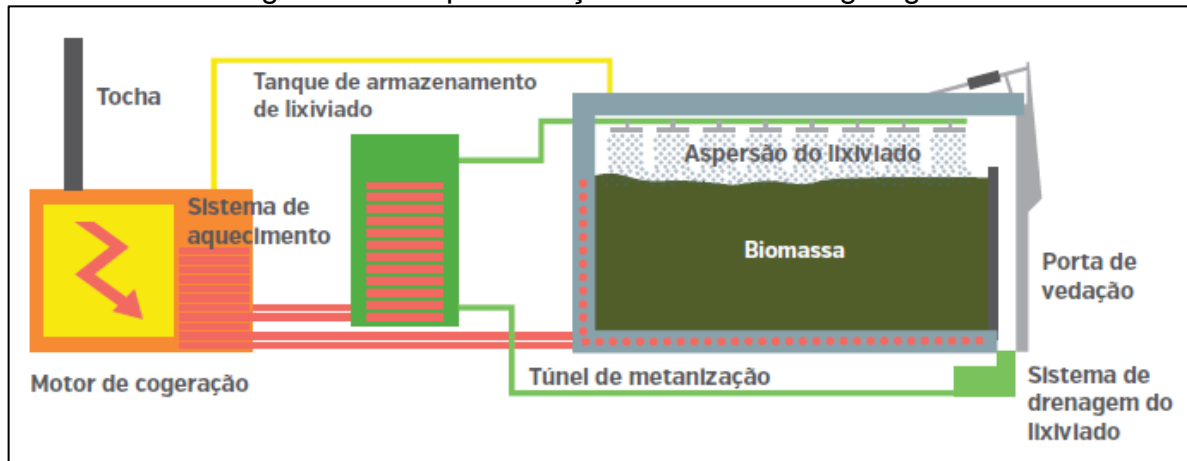 Tocha
Tanque de armazenamento
de lixiviado
Sistema de
aquecimento
Aspersão do lixiviado
Biomassa
Porta de
vedação
Motor de cogeração
Túnel de metanização
Sistema de
drenagem do
lixiviado